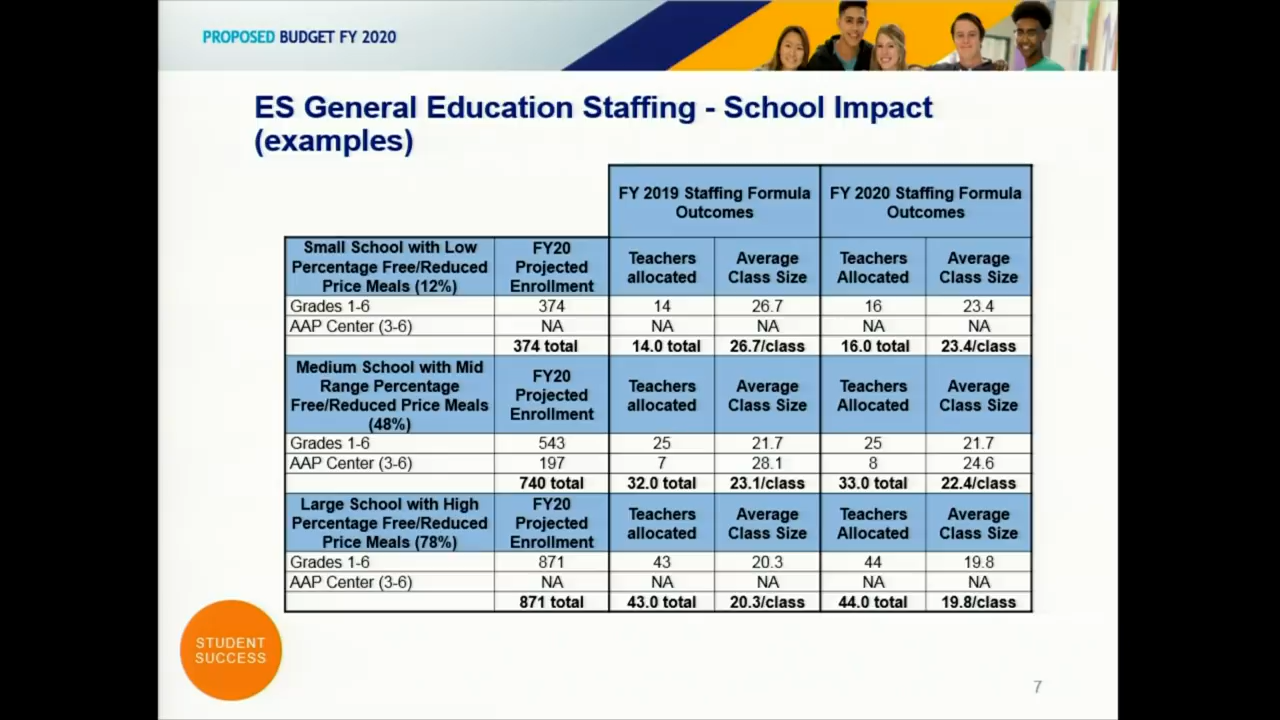 PROPOSED BUDGET FY 2020
ES General Education Staffing - School Impact
(examples)
FY 2019 Staffing Formula
Outcomes
FY 2020 Staffing Formula
Outcomes
Small School with Low
Percentage Free/Reduced
Price Meals (12%)
FY20
Projected
Enrollment
Teachers
allocated
Average
Class Size
Teachers
Allocated
Average
Class Size
Grades 1-6 374 14 26.7 16 23.4
AAP Center (3-6) NA NA NA NA NA
374 total 14.0 total 26.7/class 16.0 total 23.4/class
Medium School with Mid
Range Percentage
Free/Reduced Price Meals
(48%)
FY20
Projected
Enrollment
Teachers
allocated
Average
Class Size
Teachers
Allocated
Average
Class Size
Grades 1-6 543 25 21.7 25 21.7
AAP Center (3-6) 197 7 28.1 8 24.6
740 total 32.0 total 23.1/class 33.0 total 22.4/class
Large School with High
Percentage Free/Reduced
Price Meals (78%)
FY20
Projected
Enrollment
Teachers
allocated
Average
Class Size
Teachers
Allocated
Average
Class Size
Grades 1-6 871 43 20.3 44 19.8
AAP Center (3-6) NA NA NA NA NA
871 total 43.0 total 20.3/class 44.0 total 19.8/class
STUDENT
SUCCESS
7